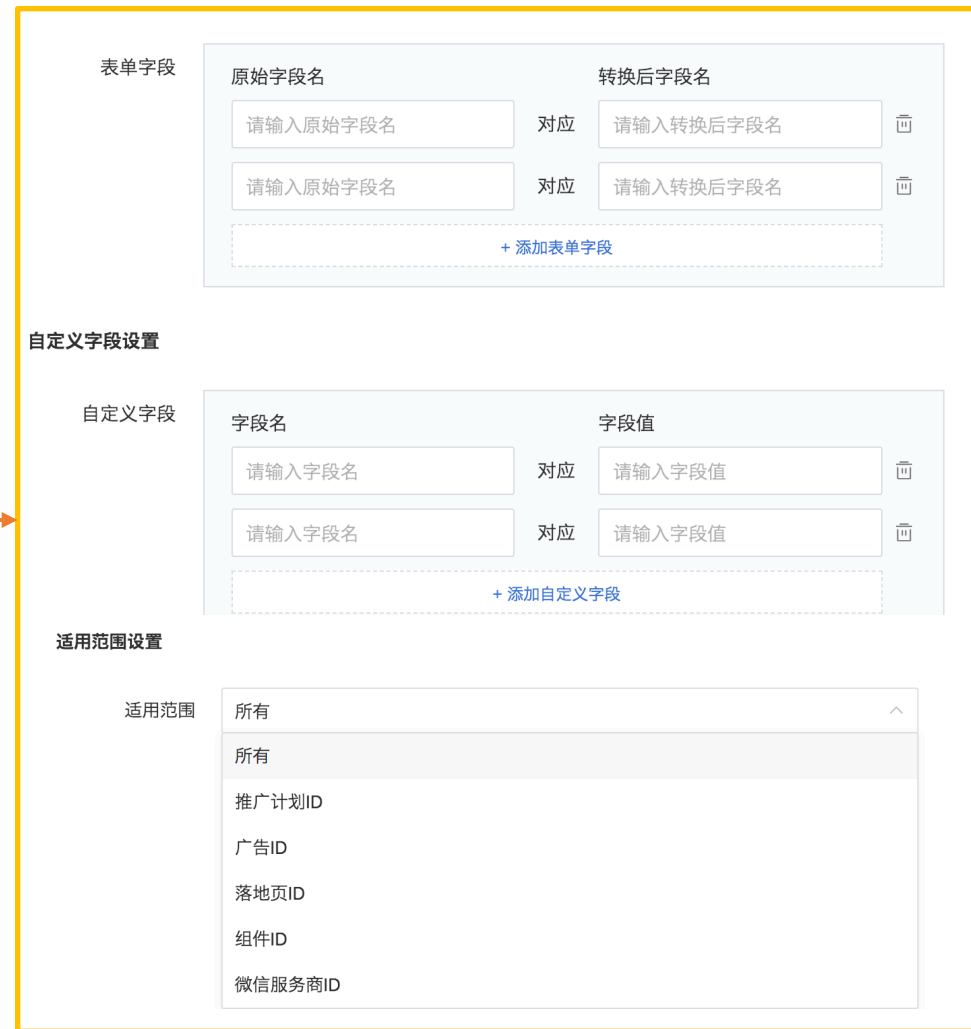 表单字段
原始字段名 转换后字段名
请输入原始字段名 对应 请输入转换后字段名
请输入原始字段名 对应 请输入转换后字段名
+ 添加表单字段
自定义字段设置
自定义字段
字段名 字段值
请输入字段名 对应 请输入字段值
请输入字段名 对应 请输入字段值
+ 添加自定义字段
适用范围设置
适用范围 所有
所有
推广计划ID
广告ID
落地页ID
组件ID
微信服务商ID